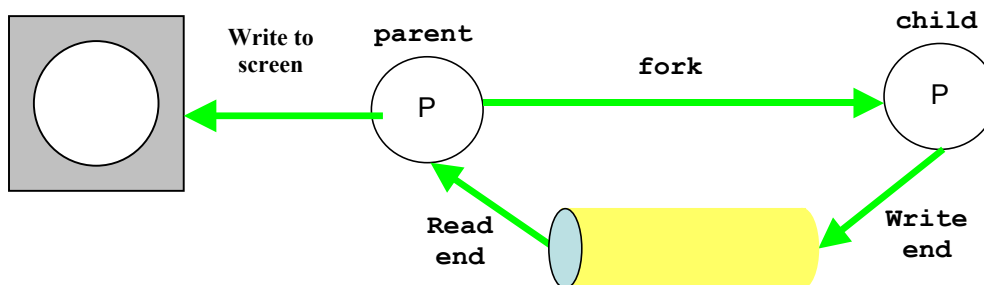 Write to
screen
parent
P
fork
child
P
Read
end
Write
end